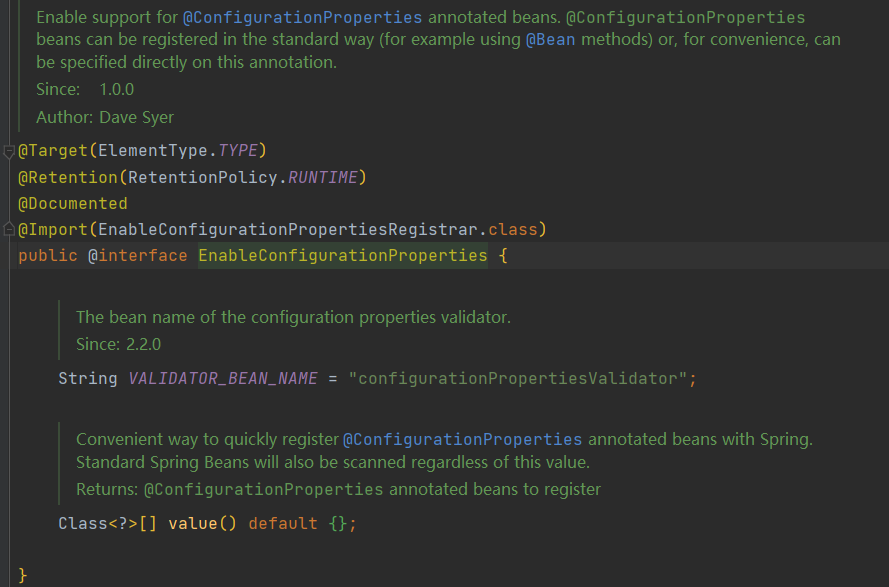 Enable support for @ConfigurationProperties annotated beans. @ConfigurationProperties
beans can be registered in the standard way (for example using @Bean methods) or, for convenience, can
be specified directly on this annotation.
Since: 1.0.0
Author: Dave Syer
@Target(ElementType.TYPE)
@Retention(RetentionPolicy.RUNTIME)
@Documented
@Import(EnableConfigurationPropertiesRegistrar.class)
public @interface EnableConfigurationProperties {
The bean name of the configuration properties validator.
Since: 2.2.0
String VALIDATOR_BEAN_NAME = "configurationPropertiesValidator";
Convenient way to quickly register @ConfigurationProperties annotated beans with Spring.
Standard Spring Beans will also be scanned regardless of this value.
Returns: @ConfigurationProperties annotated beans to register
Class<?>[] value() default {};
}